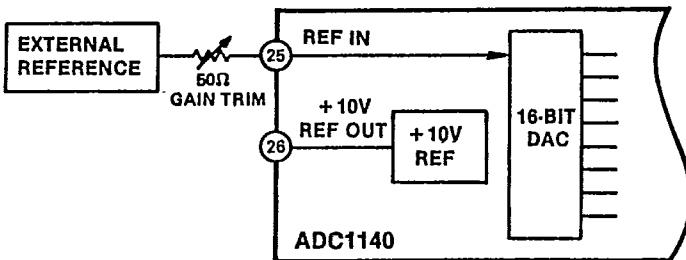 EXTERNAL
REFERENCE
50Ω
GAIN TRIM
25
REF IN
+10V
REF OUT
26
+10V
REF
16-BIT
DAC
ADC1140